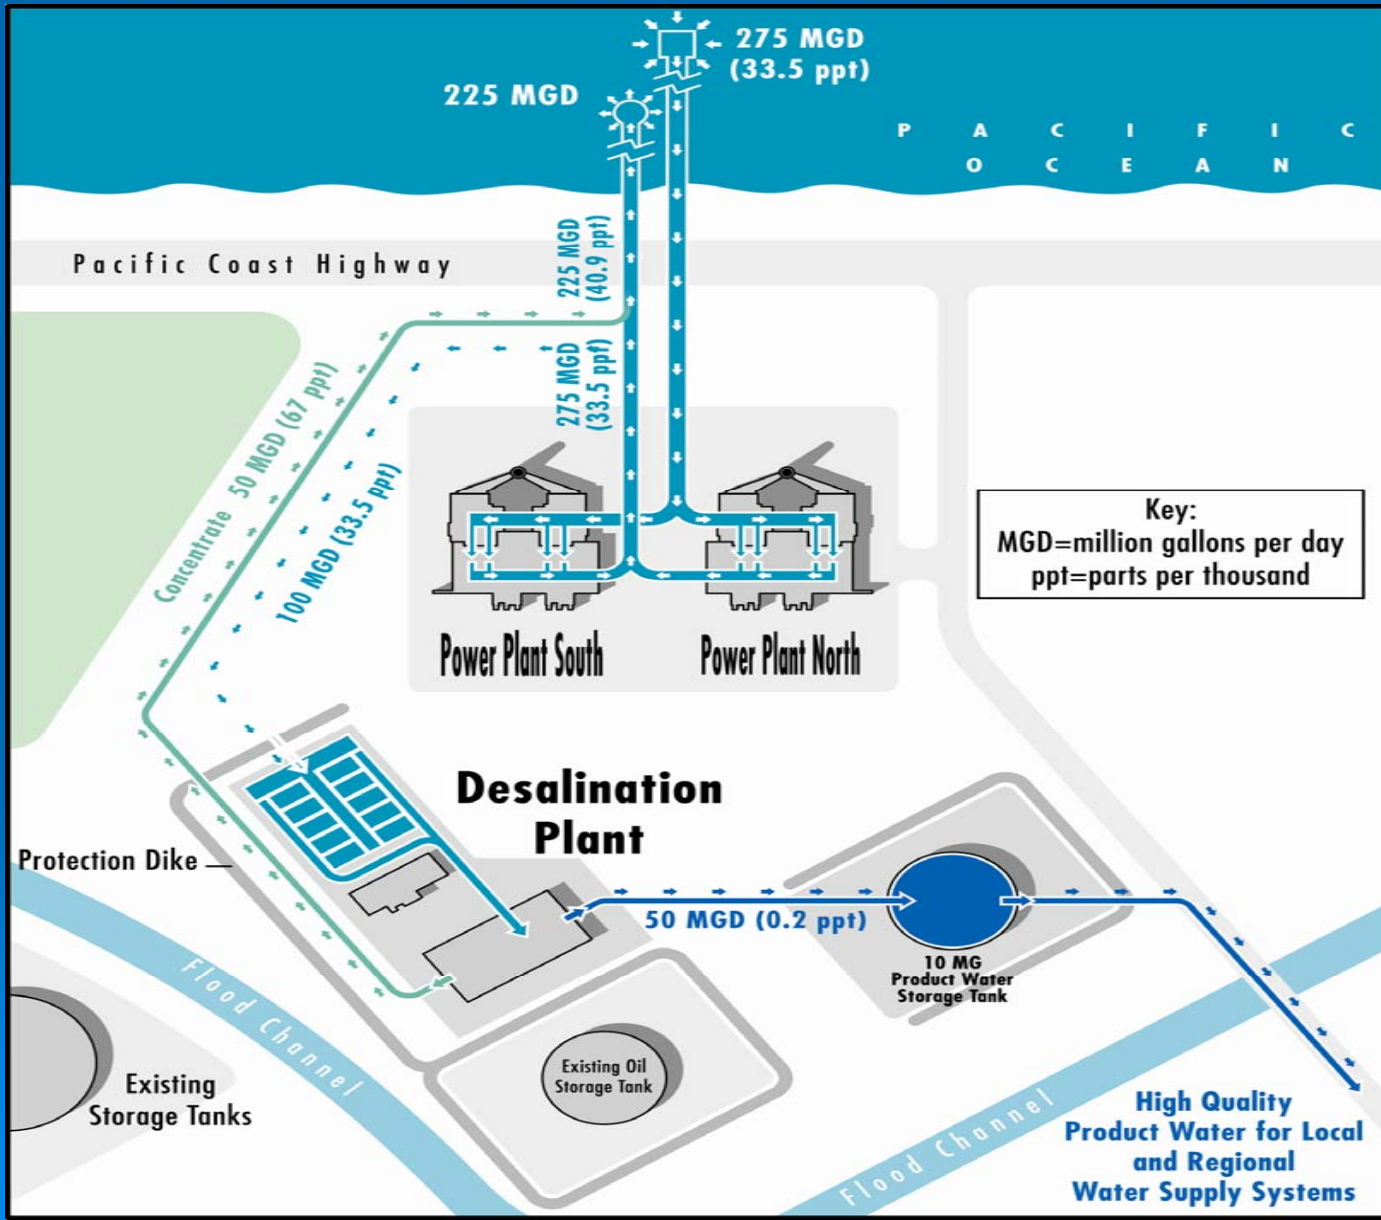 275 MGD
(33.5 ppt)
225 MGD
P A C I F I C
O C E A N
Pacific Coast Highway
225 MGD
(40.9 ppt)
275 MGD
(33.5 ppt)
Concentrate 50 MGD (67 ppt)
100 MGD (33.5 ppt)
Key:
MGD=million gallons per day
ppt=parts per thousand
Power Plant South
Power Plant North
Desalination
Plant
Protection Dike
50 MGD (0.2 ppt)
10 MG
Product Water
Storage Tank
Flood Channel
Existing Oil
Storage Tank
Existing
Storage Tanks
Flood Channel
High Quality
Product Water for Local
and Regional
Water Supply Systems